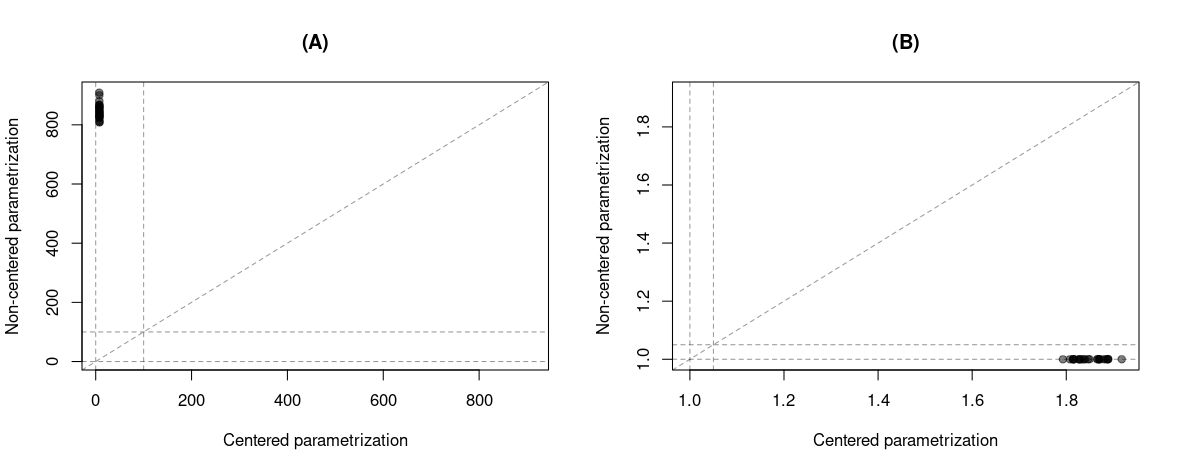 (A)
Non-centered parametrization
800
600
400
200
0
0 200 400 600 800
Centered parametrization
(B)
Non-centered parametrization
1.8
1.6
1.4
1.2
1.0
1.0 1.2 1.4 1.6 1.8
Centered parametrization